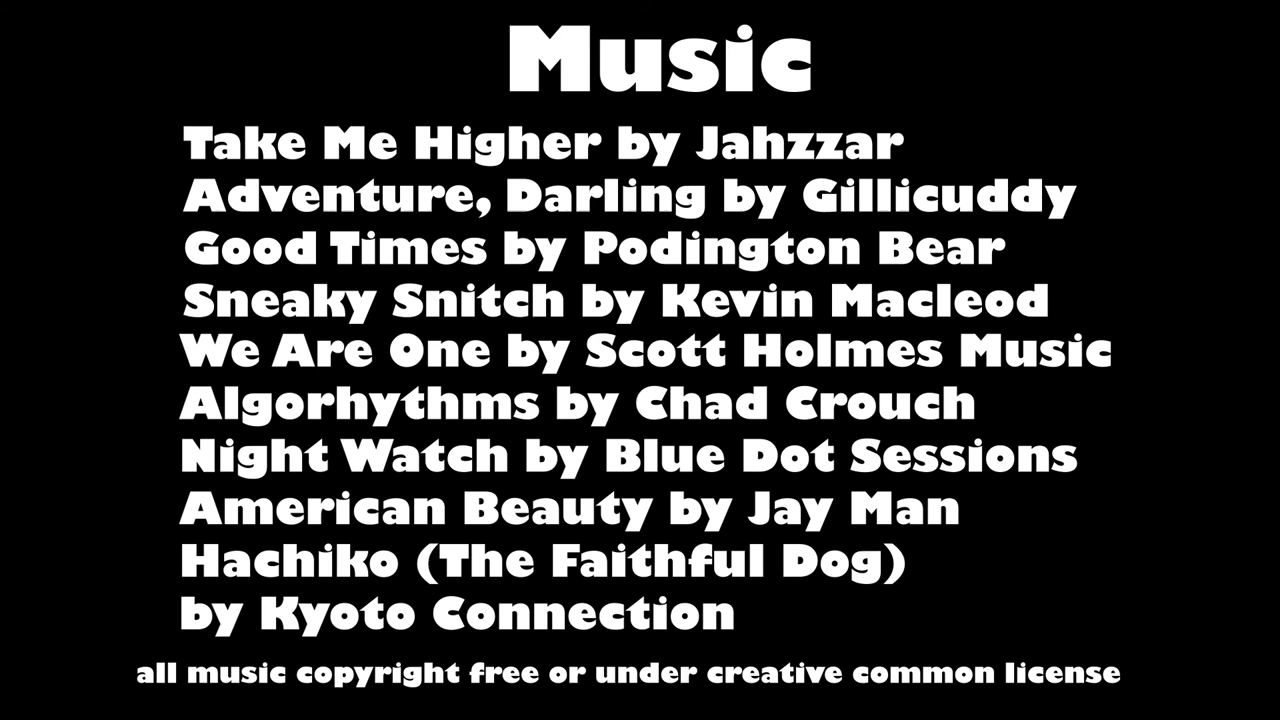 Music
Take Me Higher by Jahzzar
Adventure, Darling by Gillicuddy
Good Times by Podington Bear
Sneaky Snitch by Kevin Macleod
We Are One by Scott Holmes Music
Algorhythms by Chad Crouch
Night Watch by Blue Dot Sessions
American Beauty by Jay Man
Hachiko (The Faithful Dog)
by Kyoto Connection
all music copyright free or under creative common license